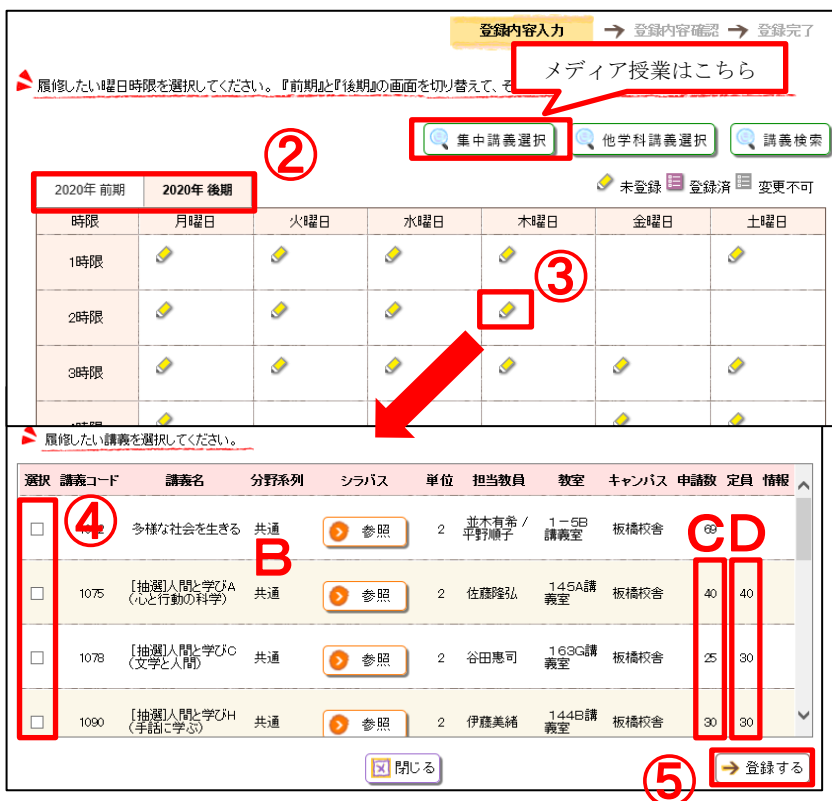 登録内容入力 → 登録内容確認 → 登録完了
メディア授業はこちら
履修したい曜日時限を選択してください。『前期』と『後期』の画面を切り替えて、そ
集中講義選択 他学科講義選択 講義検索
②
2020年 前期 2020年 後期
未登録 登録済 変更不可
時限 月曜日 火曜日 水曜日 木曜日 金曜日 土曜日
1時限
③
2時限
3時限
履修したい講義を選択してください。
選択 講義コード 講義名 分野系列 シラバス 単位 担当教員 教室 キャンパス 申請数 定員 情報
④ B C D
多様な社会を生きる 共通 参照 2 並木有希 / 平野順子 1-5B講義室 板橋校舎 69
1075 [抽選]人間と学びA(心と行動の科学) 共通 参照 2 佐藤隆弘 145A講義室 板橋校舎 40 40
1078 [抽選]人間と学びC(文学と人間) 共通 参照 2 谷田恵司 163G講義室 板橋校舎 25 30
1090 [抽選]人間と学びH(手話に学ぶ) 共通 参照 2 伊藤美緒 144B講義室 板橋校舎 30 30
閉じる ⑤ 登録する